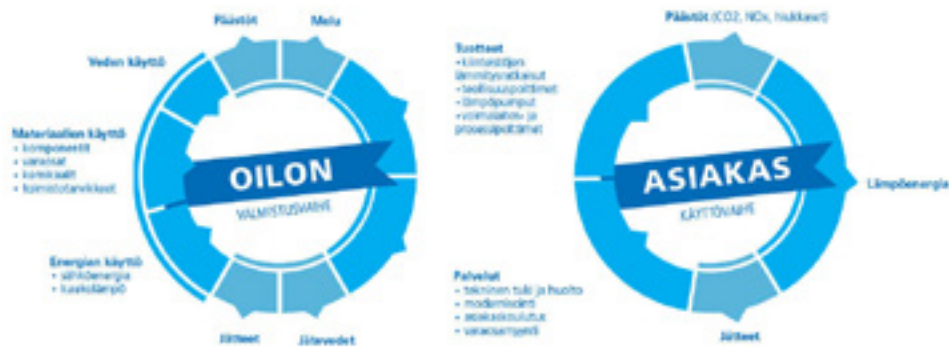 Päästöt
Melu
Veden käyttö
Materiaalien käyttö
• komponentit
• varaosat
• kemikaalit
• toimistotarvikkeet
Energian käyttö
• sähköenergia
• kaukolämpö
OILON
VALMISTUSVAIHE
Jätteet
Jätevedet
Päästöt (CO2, NOx, hiukkaset)
Tuotteet
• kiinteistöjen
lämmitysratkaisut
• teollisuuspolttimet
• lämpöpumput
• voimalaitos- ja
prosessipolttimet
ASIAKAS
KÄYTTÖVAIHE
Lämpöenergia
Palvelut
• tekninen tuki ja huolto
• modernisointi
• asiakaskoulutus
• varaosamyynti
Jätteet